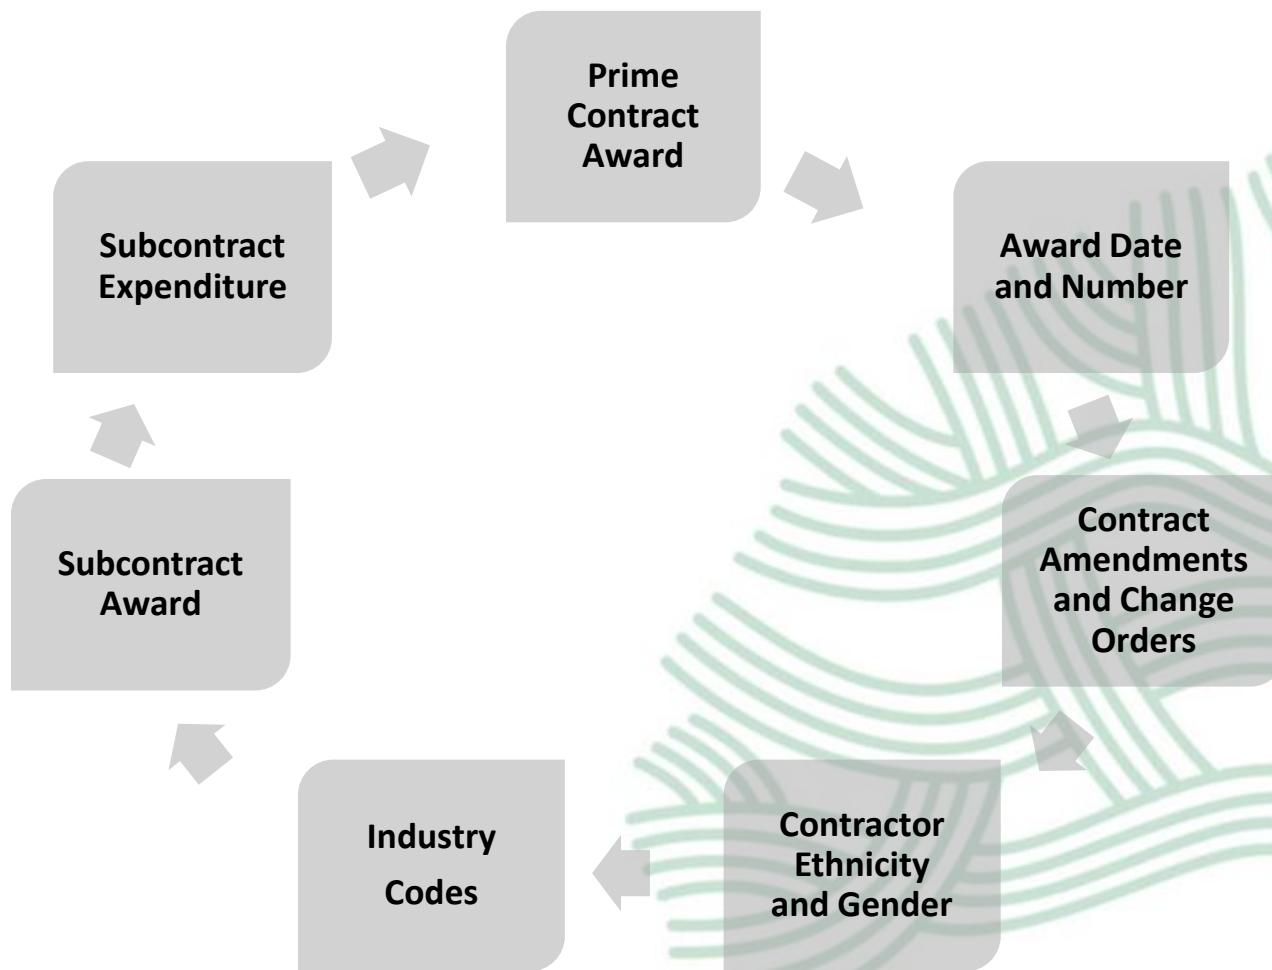 Prime
Contract
Award
Award Date
and Number
Contract
Amendments
and Change
Orders
Contractor
Ethnicity
and Gender
Industry
Codes
Subcontract
Award
Subcontract
Expenditure